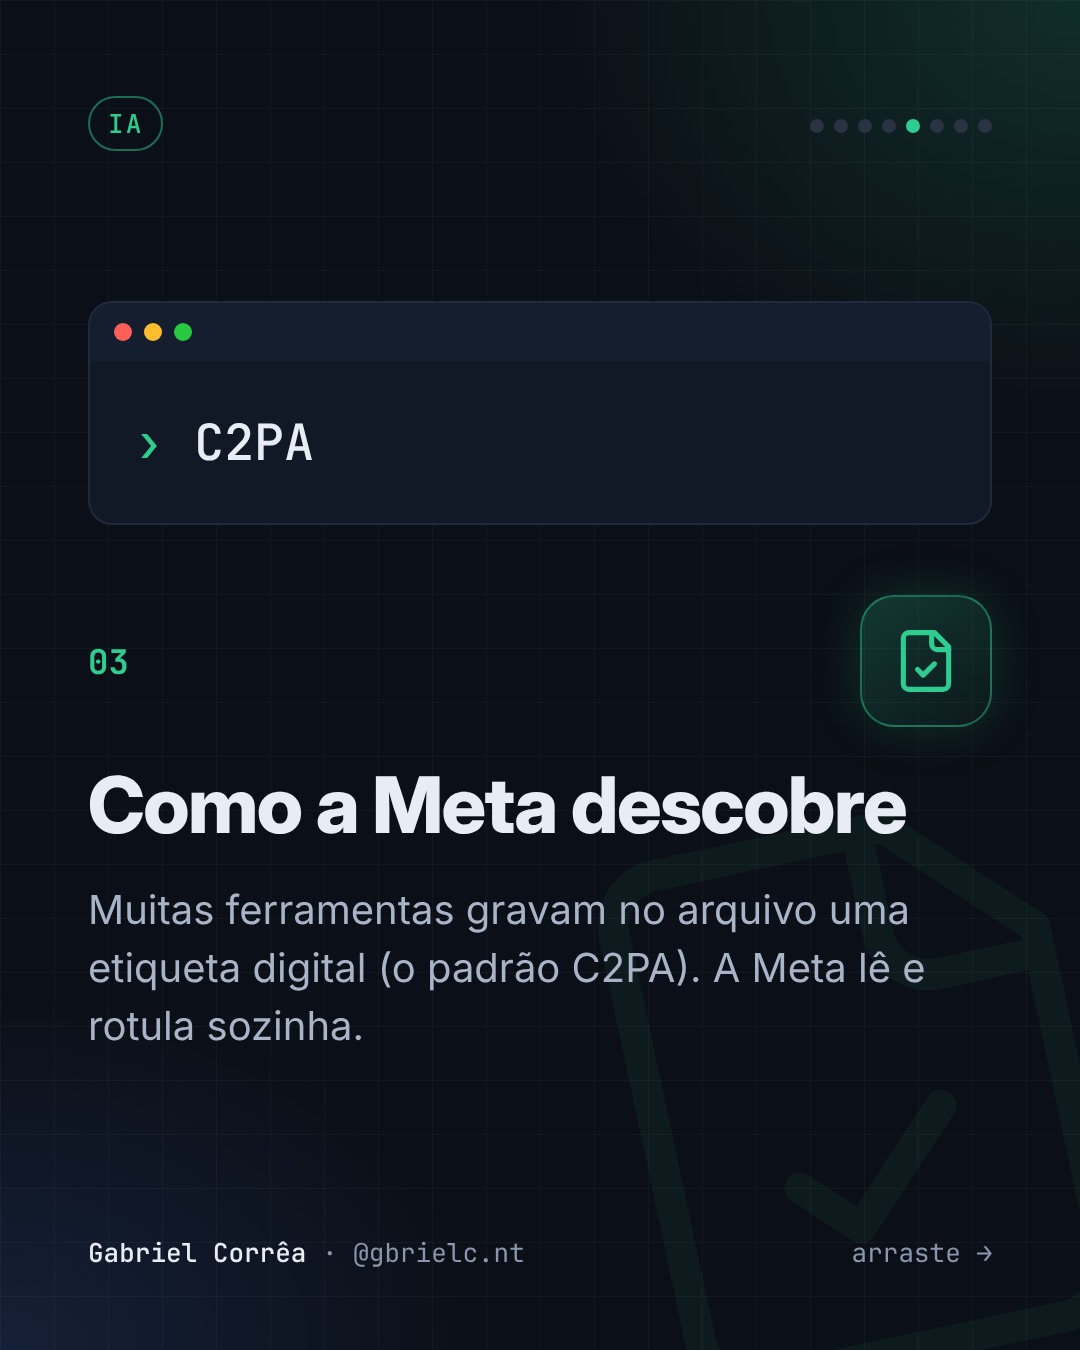 IA
› C2PA
03
Como a Meta descobre
Muitas ferramentas gravam no arquivo uma
etiqueta digital (o padrão C2PA). A Meta lê e
rotula sozinha.
Gabriel Corrêa · @gbrielc.nt
arraste →